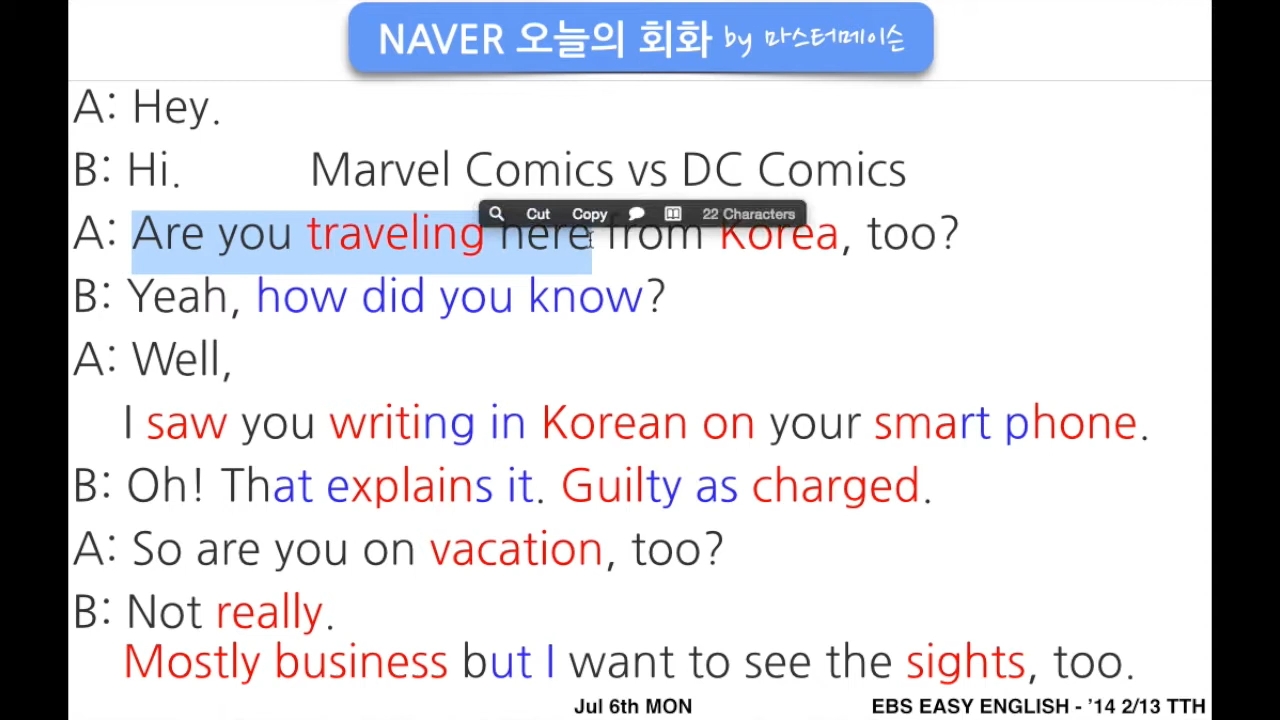 NAVER 오늘의 회화 by 마스터메이슨
A: Hey.
B: Hi. Marvel Comics vs DC Comics
Cut Copy 22 Characters
A: Are you traveling here from Korea, too?
B: Yeah, how did you know?
A: Well,
I saw you writing in Korean on your smart phone.
B: Oh! That explains it. Guilty as charged.
A: So are you on vacation, too?
B: Not really.
Mostly business but I want to see the sights, too.
Jul 6th MON EBS EASY ENGLISH - ’14 2/13 TTH